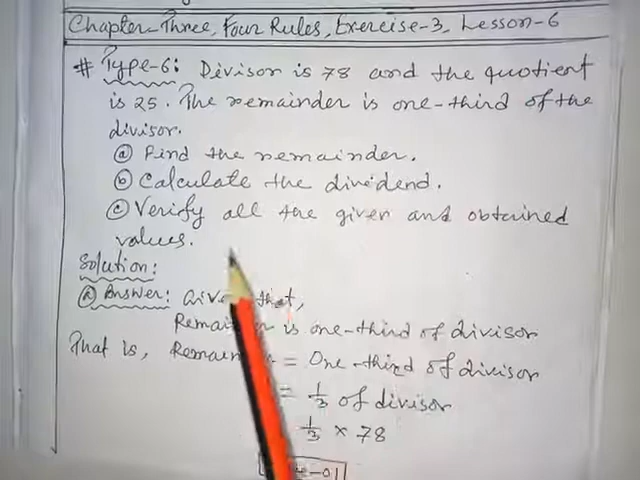 Chapter-Three, Four Rules, Exercise-3, Lesson-6
# Type-6: Divisor is 78 and the quotient
is 25. The remainder is one-third of the
divisor.
(a) Find the remainder.
(b) Calculate the dividend.
(c) Verify all the given and obtained
values.
Solution:
(a) Answer: that,
is one-third of divisor
That is, = One-third of divisor
= 1/3 of divisor
1/3 × 78